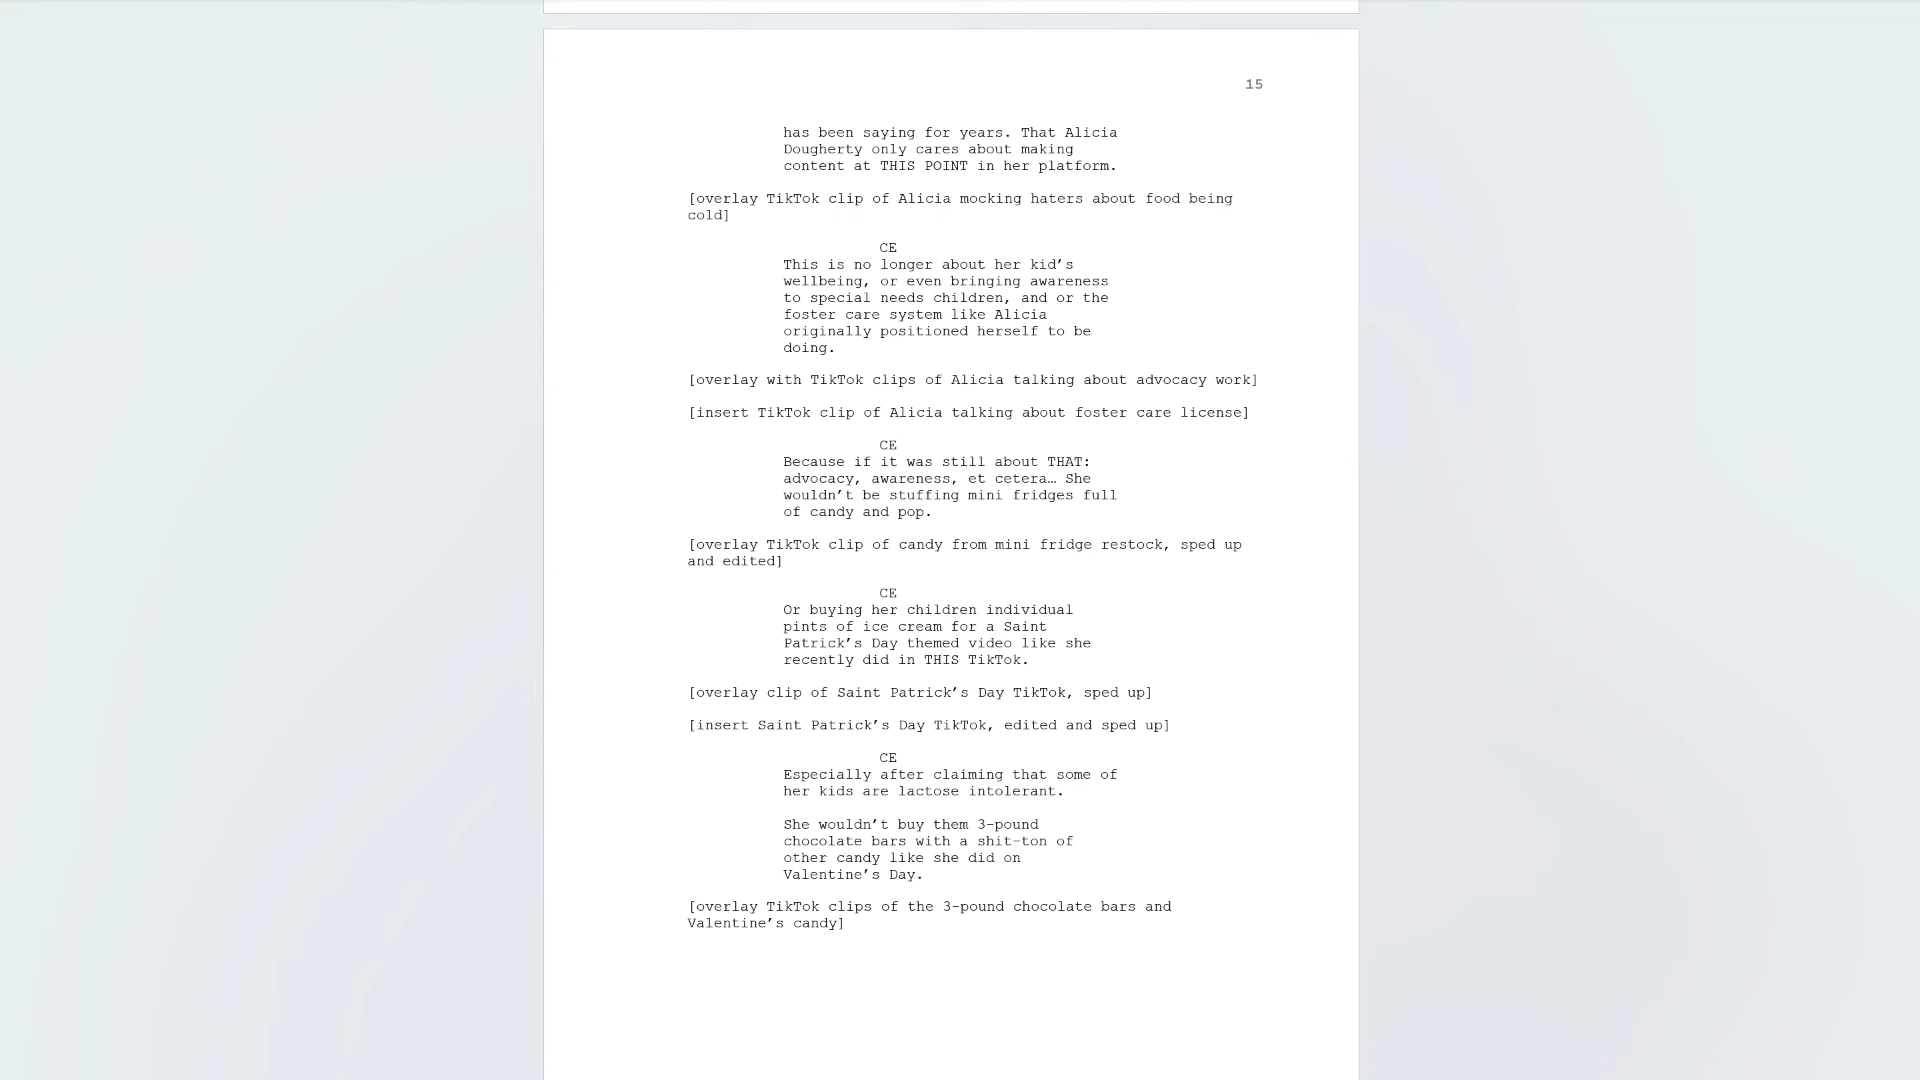 15
has been saying for years. That Alicia
Dougherty only cares about making
content at THIS POINT in her platform.
[overlay TikTok clip of Alicia mocking haters about food being
cold]
CE
This is no longer about her kid’s
wellbeing, or even bringing awareness
to special needs children, and or the
foster care system like Alicia
originally positioned herself to be
doing.
[overlay with TikTok clips of Alicia talking about advocacy work]
[insert TikTok clip of Alicia talking about foster care license]
CE
Because if it was still about THAT:
advocacy, awareness, et cetera… She
wouldn’t be stuffing mini fridges full
of candy and pop.
[overlay TikTok clip of candy from mini fridge restock, sped up
and edited]
CE
Or buying her children individual
pints of ice cream for a Saint
Patrick’s Day themed video like she
recently did in THIS TikTok.
[overlay clip of Saint Patrick’s Day TikTok, sped up]
[insert Saint Patrick’s Day TikTok, edited and sped up]
CE
Especially after claiming that some of
her kids are lactose intolerant.
She wouldn’t buy them 3-pound
chocolate bars with a shit-ton of
other candy like she did on
Valentine’s Day.
[overlay TikTok clips of the 3-pound chocolate bars and
Valentine’s candy]